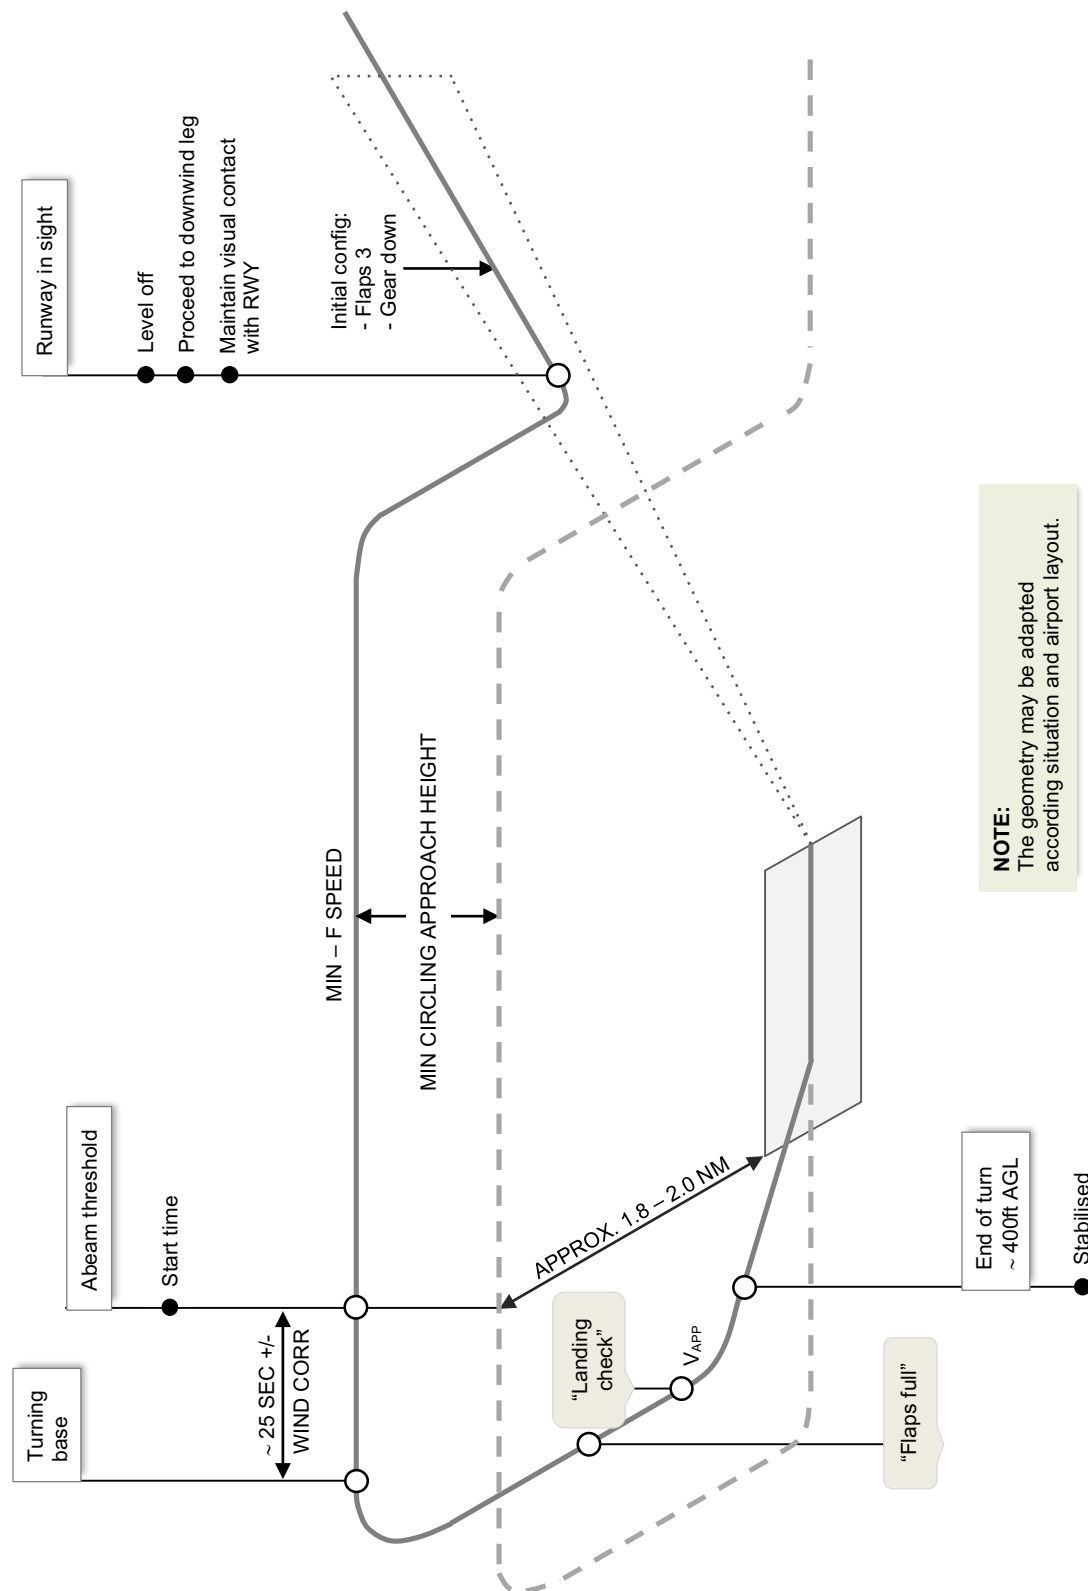 Turning
base
Abeam threshold
Start time
~ 25 SEC +/-
WIND CORR
MIN – F SPEED
MIN CIRCLING APPROACH HEIGHT
Runway in sight
Level off
Proceed to downwind leg
Maintain visual contact
with RWY
Initial config:
- Flaps 3
- Gear down
APPROX. 1.8 – 2.0 NM
“Landing
check”
VAPP
“Flaps full”
End of turn
~ 400ft AGL
Stabilised
NOTE:
The geometry may be adapted
according situation and airport layout.